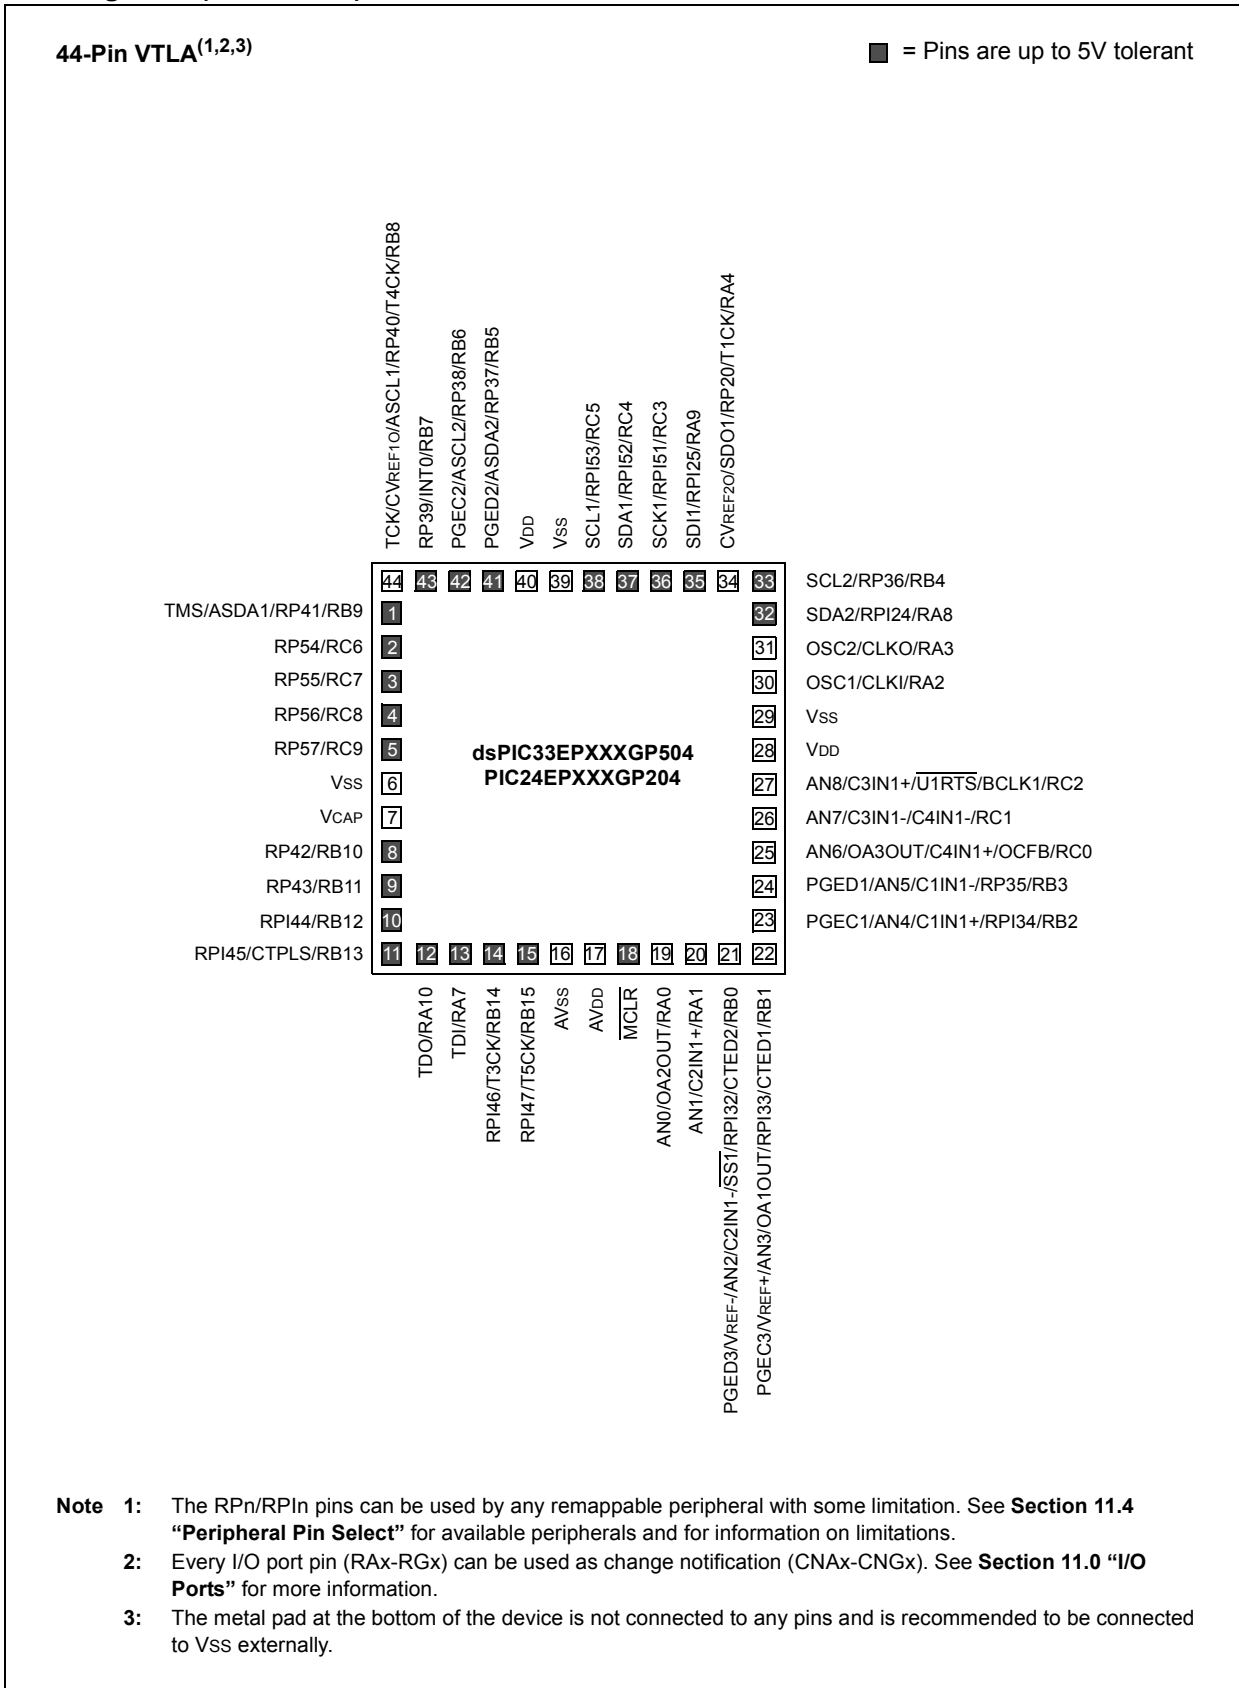 44-Pin VTLA(1,2,3)
= Pins are up to 5V tolerant
TCK/CVREF1O/ASCL1/RP40/T4CK/RB8
RP39/INT0/RB7
PGEC2/ASCL2/RP38/RB6
PGED2/ASDA2/RP37/RB5
VDD
VSS
SCL1/RPI53/RC5
SDA1/RPI52/RC4
SCK1/RPI51/RC3
SDI1/RPI25/RA9
CVREF2O/SDO1/RP20/T1CK/RA4
44 43 42 41 40 39 38 37 36 35 34 33 SCL2/RP36/RB4
TMS/ASDA1/RP41/RB9 1 32 SDA2/RPI24/RA8
RP54/RC6 2 31 OSC2/CLKO/RA3
RP55/RC7 3 30 OSC1/CLKI/RA2
RP56/RC8 4 29 VSS
RP57/RC9 5 dsPIC33EPXXXGP504 28 VDD
VSS 6 PIC24EPXXXGP204 27 AN8/C3IN1+/U1RTS/BCLK1/RC2
VCAP 7 26 AN7/C3IN1-/C4IN1-/RC1
RP42/RB10 8 25 AN6/OA3OUT/C4IN1+/OCFB/RC0
RP43/RB11 9 24 PGED1/AN5/C1IN1-/RP35/RB3
RPI44/RB12 10 23 PGEC1/AN4/C1IN1+/RPI34/RB2
RPI45/CTPLS/RB13 11 12 13 14 15 16 17 18 19 20 21 22
TDO/RA10
TDI/RA7
RPI46/T3CK/RB14
RPI47/T5CK/RB15
AVSS
AVDD
MCLR
AN0/OA2OUT/RA0
AN1/C2IN1+/RA1
PGED3/VREF-/AN2/C2IN1-/SS1/RPI32/CTED2/RB0
PGEC3/VREF+/AN3/OA1OUT/RPI33/CTED1/RB1
Note 1: The RPn/RPIn pins can be used by any remappable peripheral with some limitation. See Section 11.4
“Peripheral Pin Select” for available peripherals and for information on limitations.
2: Every I/O port pin (RAx-RGx) can be used as change notification (CNAx-CNGx). See Section 11.0 “I/O
Ports” for more information.
3: The metal pad at the bottom of the device is not connected to any pins and is recommended to be connected
to VSS externally.